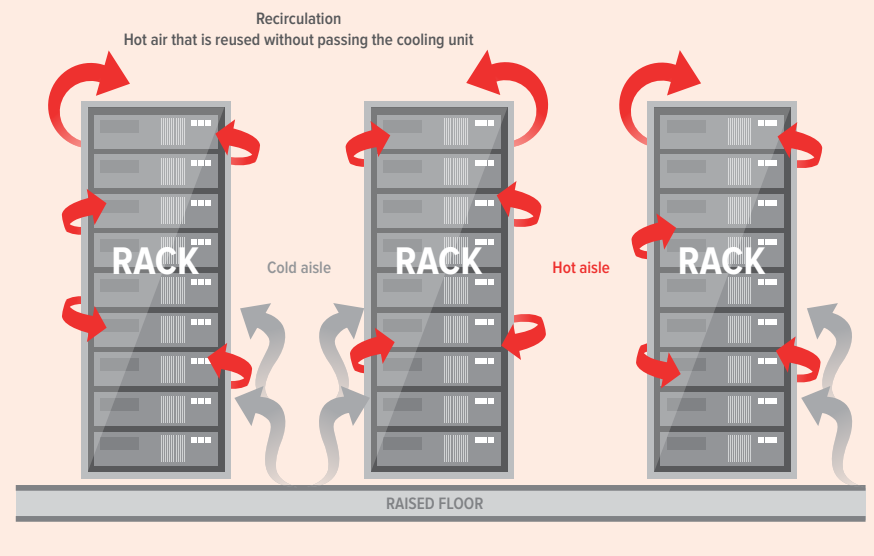 Recirculation
Hot air that is reused without passing the cooling unit
RACK
Cold aisle
RACK
Hot aisle
RACK
RAISED FLOOR